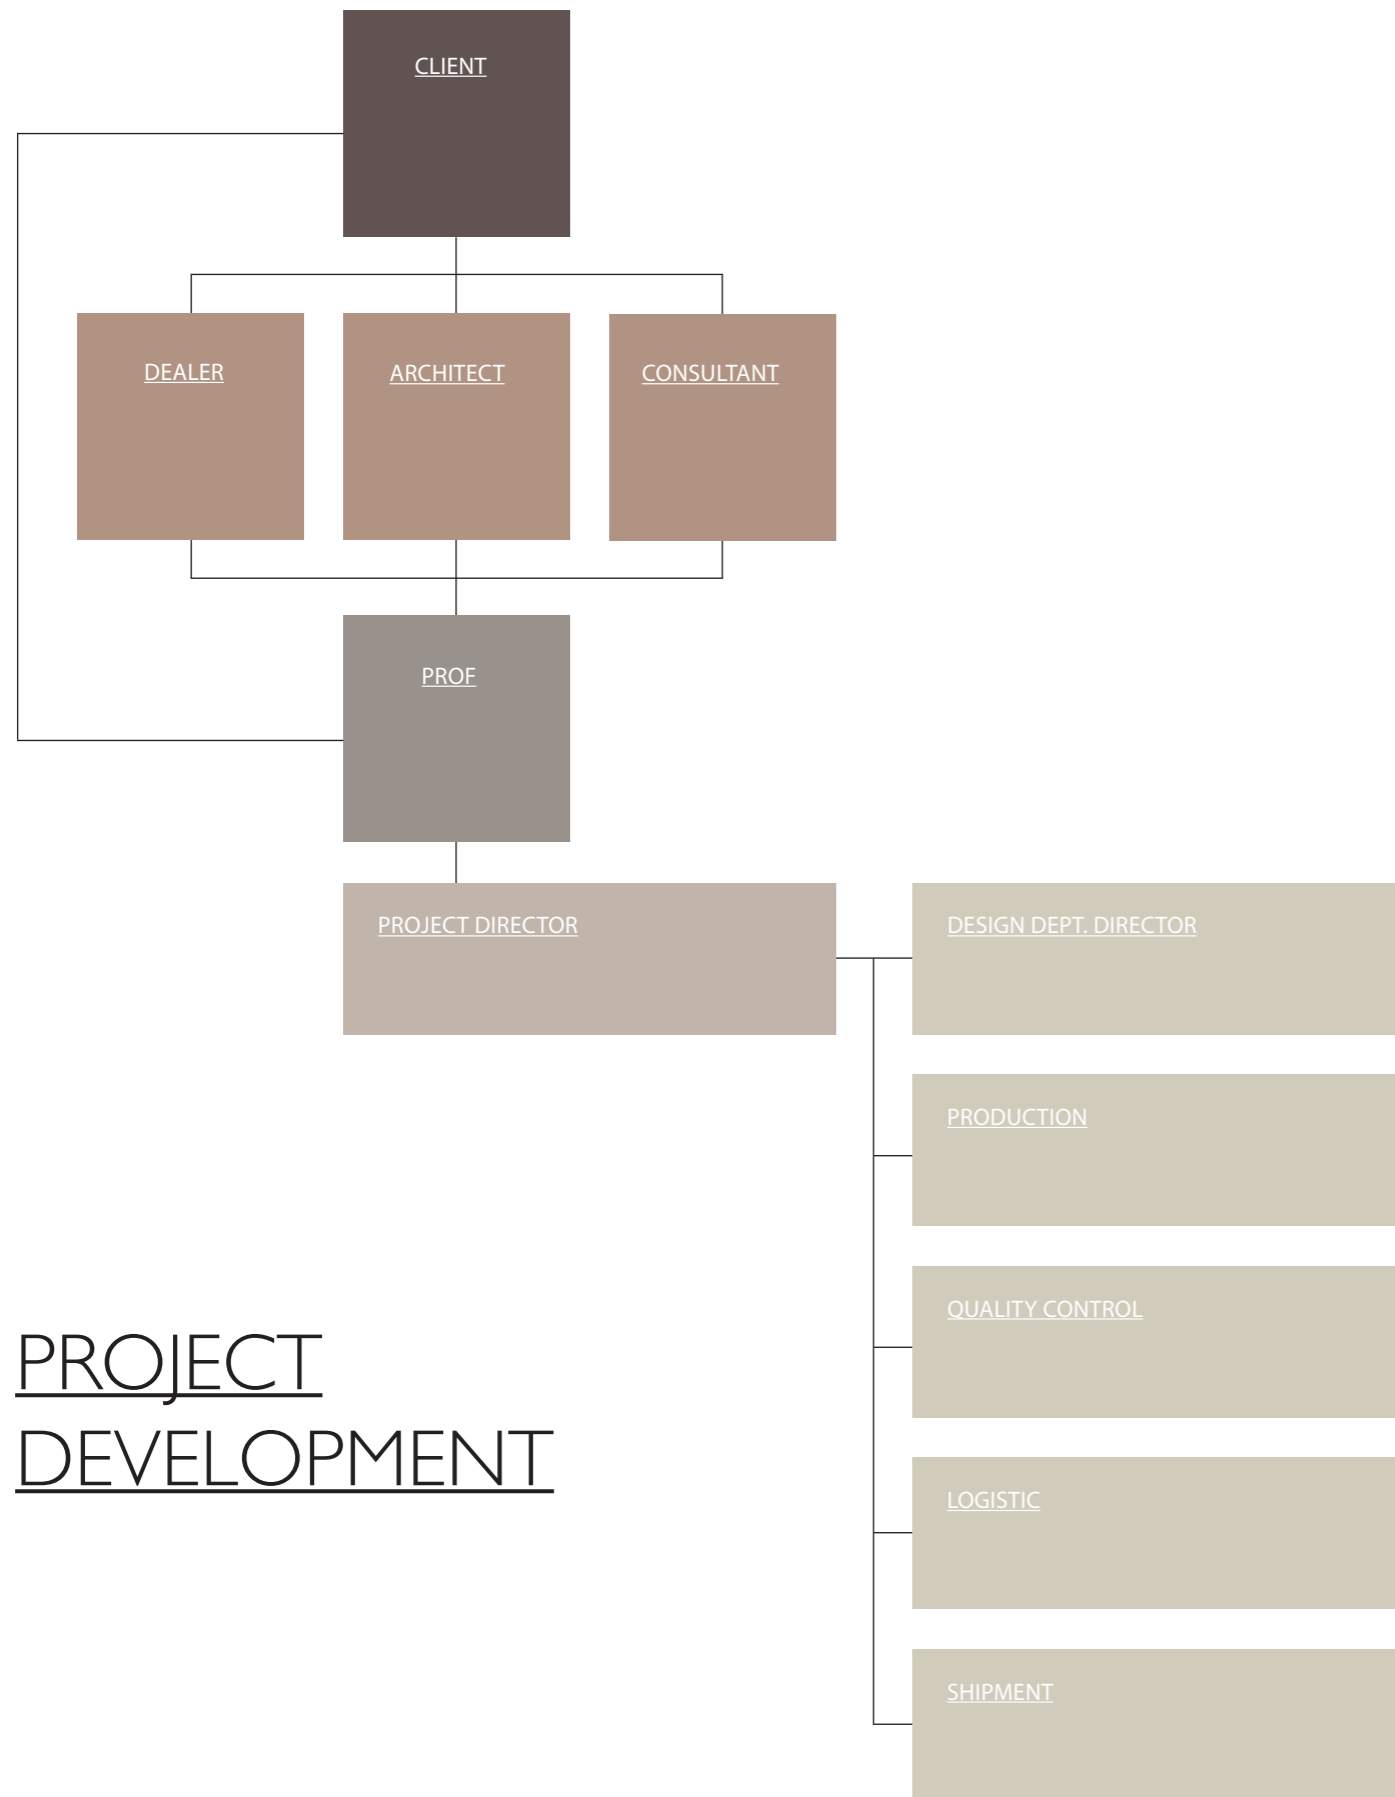 CLIENT
DEALER
ARCHITECT
CONSULTANT
PROF
PROJECT DIRECTOR
DESIGN DEPT. DIRECTOR
PRODUCTION
QUALITY CONTROL
PROJECT
DEVELOPMENT
LOGISTIC
SHIPMENT